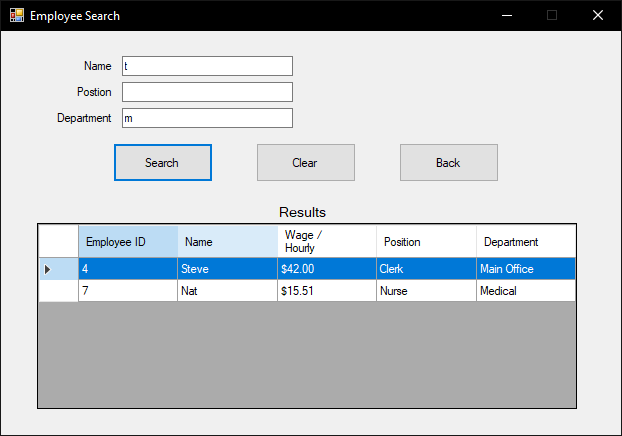 Employee Search
Name t
Postion
Department m
Search Clear Back
Results
Employee ID Name Wage / Hourly Position Department
4 Steve $42.00 Clerk Main Office
7 Nat $15.51 Nurse Medical